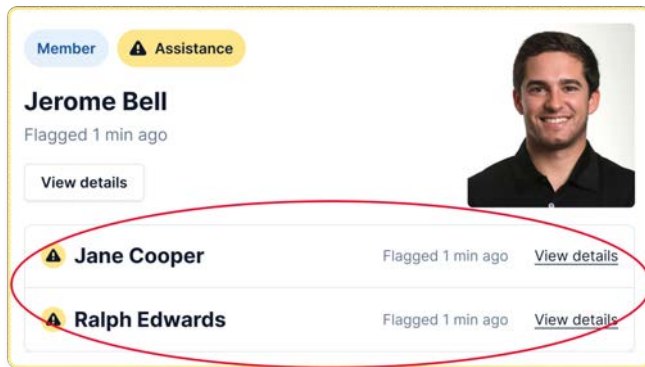 Member Assistance
Jerome Bell
Flagged 1 min ago
View details
Jane Cooper Flagged 1 min ago View details
Ralph Edwards Flagged 1 min ago View details